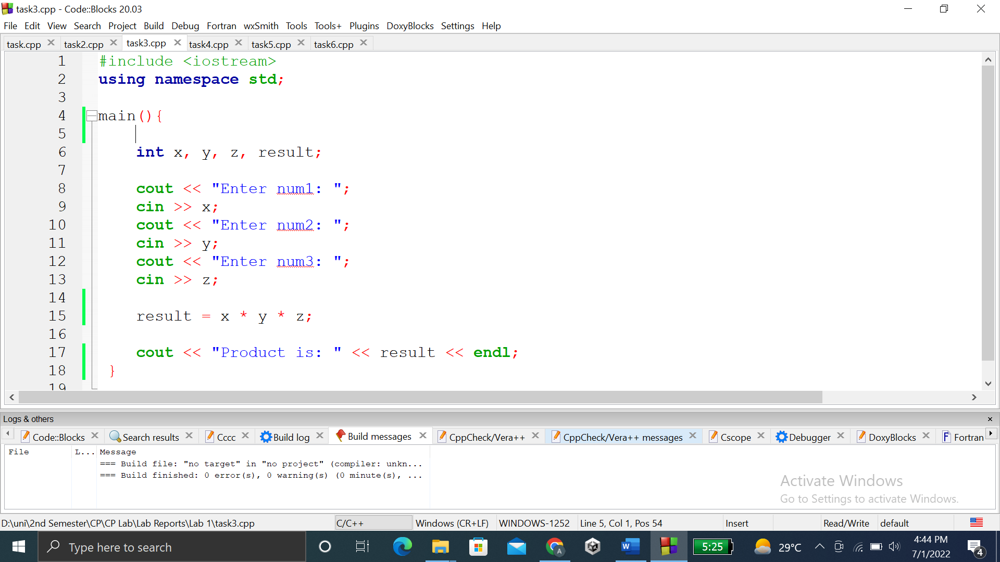 task3.cpp - Code::Blocks 20.03
File Edit View Search Project Build Debug Fortran wxSmith Tools Tools+ Plugins DoxyBlocks Settings Help
task.cpp task2.cpp task3.cpp task4.cpp task5.cpp task6.cpp
1 #include <iostream>
2 using namespace std;
3
4 main(){
5
6 int x, y, z, result;
7
8 cout << "Enter num1: ";
9 cin >> x;
10 cout << "Enter num2: ";
11 cin >> y;
12 cout << "Enter num3: ";
13 cin >> z;
14
15 result = x * y * z;
16
17 cout << "Product is: " << result << endl;
18 }
19
Logs & others
Code::Blocks Search results Cccc Build log Build messages CppCheck/Vera++ CppCheck/Vera++ messages Cscope Debugger DoxyBlocks Fortran
File L... Message
=== Build file: "no target" in "no project" (compiler: unkn...
=== Build finished: 0 error(s), 0 warning(s) (0 minute(s), ...
Activate Windows
Go to Settings to activate Windows.
D:\uni\2nd Semester\CP\CP Lab\Lab Reports\Lab 1\task3.cpp C/C++ Windows (CR+LF) WINDOWS-1252 Line 5, Col 1, Pos 54 Insert Read/Write default
Type here to search 5:25 29°C 4:44 PM
7/1/2022 4